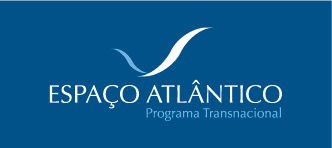 ESPAÇO ATLÂNTICO
Programa Transnacional